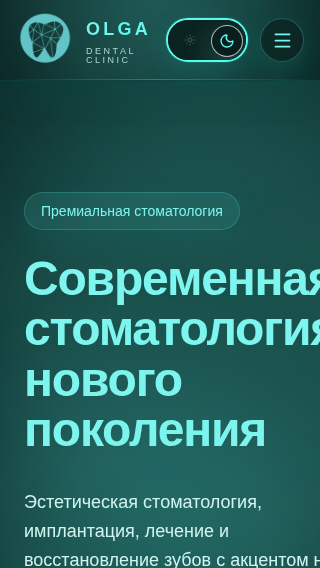 OLGA
DENTAL
CLINIC
Премиальная стоматология
Современная
стоматология
нового
поколения
Эстетическая стоматология,
имплантация, лечение и
восстановление зубов с акцентом н